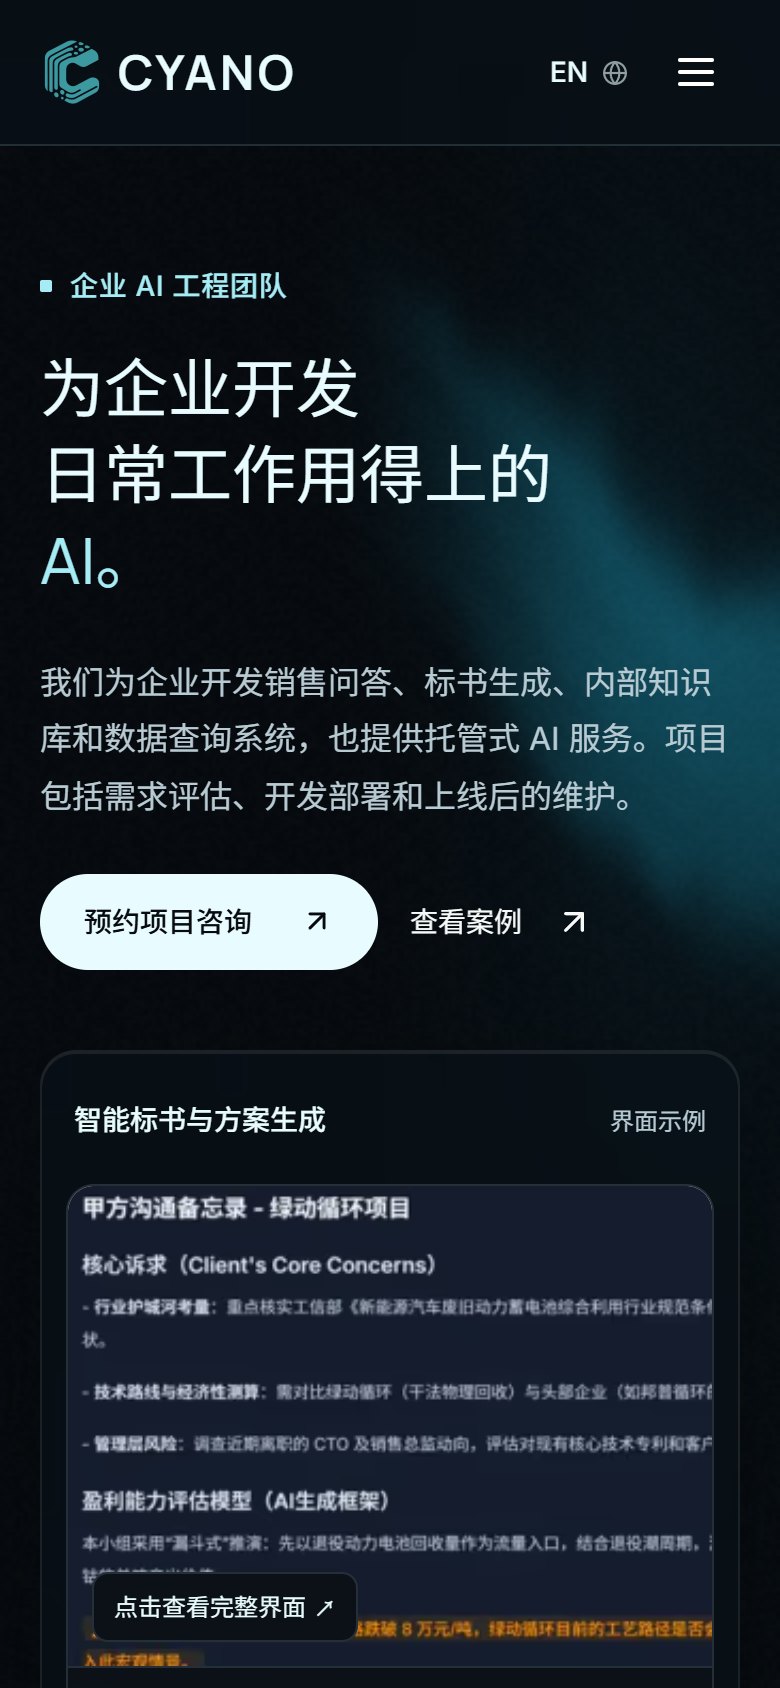 CYANO
EN
企业 AI 工程团队
为企业开发
日常工作用得上的
AI。
我们为企业开发销售问答、标书生成、内部知识
库和数据查询系统，也提供托管式 AI 服务。项目
包括需求评估、开发部署和上线后的维护。
预约项目咨询
查看案例
智能标书与方案生成
界面示例
甲方沟通备忘录 - 绿动循环项目
核心诉求（Client's Core Concerns）
- 行业护城河考量：重点核实工信部《新能源汽车废旧动力蓄电池综合利用行业规范条
状。
- 技术路线与经济性测算：需对比绿动循环（干法物理回收）与头部企业（如邦普循环
- 管理层风险：调查近期离职的 CTO 及销售总监动向，评估对现有核心技术专利和客户
盈利能力评估模型（AI生成框架）
本小组采用“漏斗式”推演：先以退役动力电池回收量作为流量入口，结合退役潮周期，
点击查看完整界面 ↗
跌破 8 万元/吨，绿动循环目前的工艺路径是否
入此宏观情景。